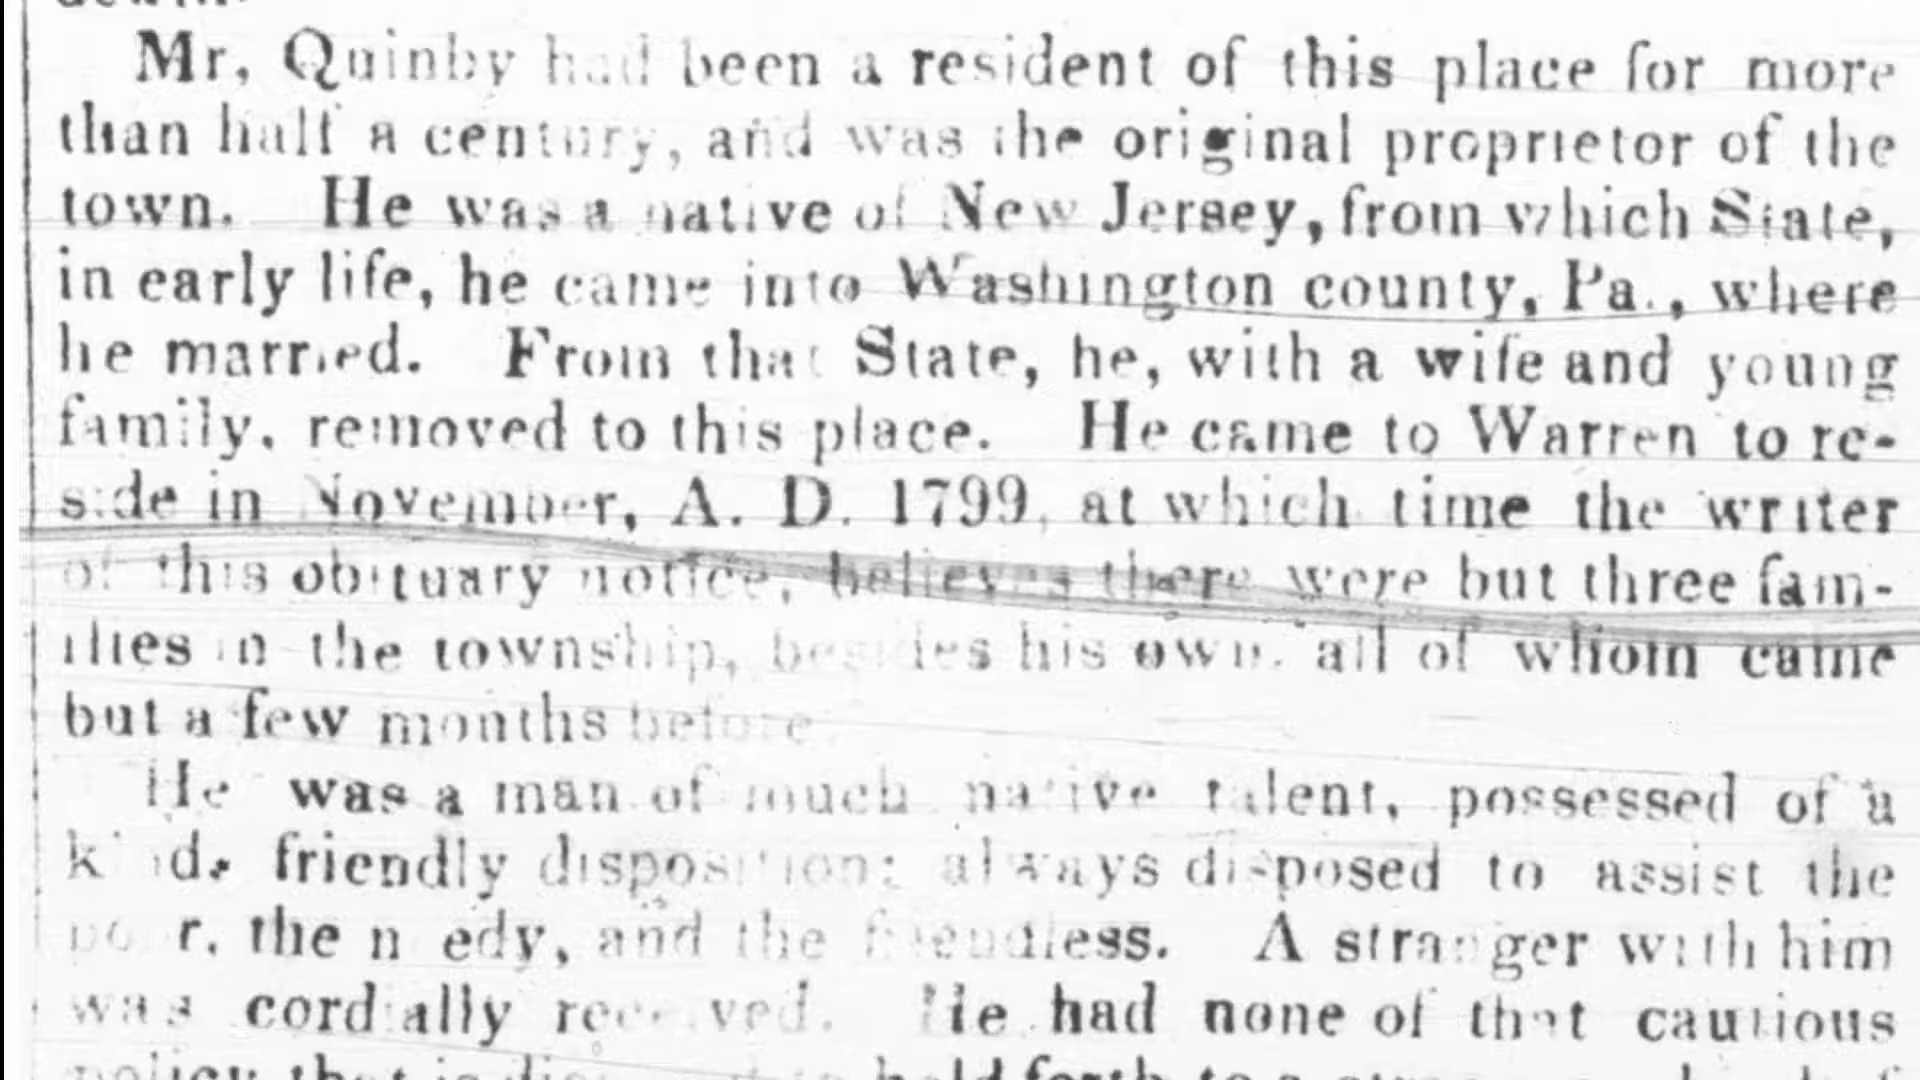 Mr, Quinby had been a resident of this place for more
than half a century, and was the original proprietor of the
town. He was a native of New Jersey, from which State,
in early life, he came into Washington county, Pa., where
he married. From that State, he, with a wife and young
family, removed to this place. He came to Warren to re-
side in November, A. D. 1799, at which time the writer
of this obituary notice, believes there were but three fam-
ilies in the township, besides his own, all of whom came
but a few months before.
He was a man of much native talent, possessed of a
kind, friendly disposition; always disposed to assist the
poor, the needy, and the friendless. A stranger with him
was cordially received. He had none of that cautious
policy that is held forth to a